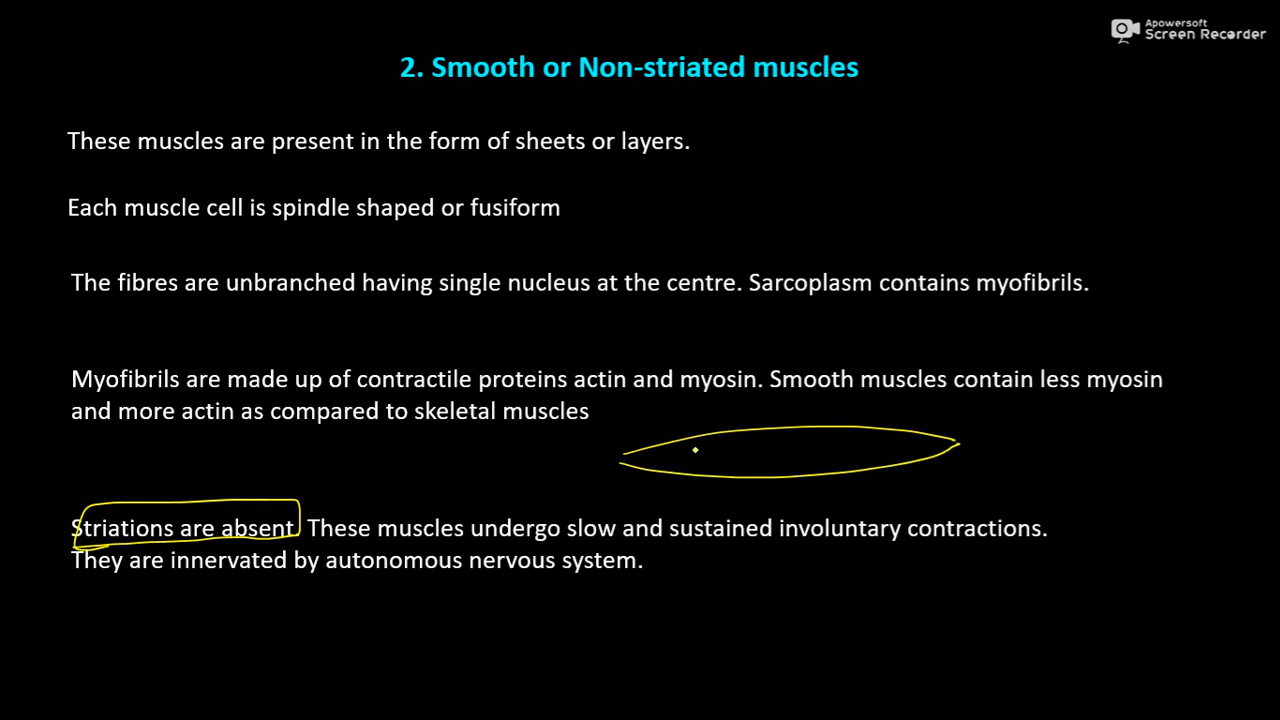 Apowersoft
Screen Recorder
2. Smooth or Non-striated muscles
These muscles are present in the form of sheets or layers.
Each muscle cell is spindle shaped or fusiform
The fibres are unbranched having single nucleus at the centre. Sarcoplasm contains myofibrils.
Myofibrils are made up of contractile proteins actin and myosin. Smooth muscles contain less myosin
and more actin as compared to skeletal muscles
Striations are absent. These muscles undergo slow and sustained involuntary contractions.
They are innervated by autonomous nervous system.